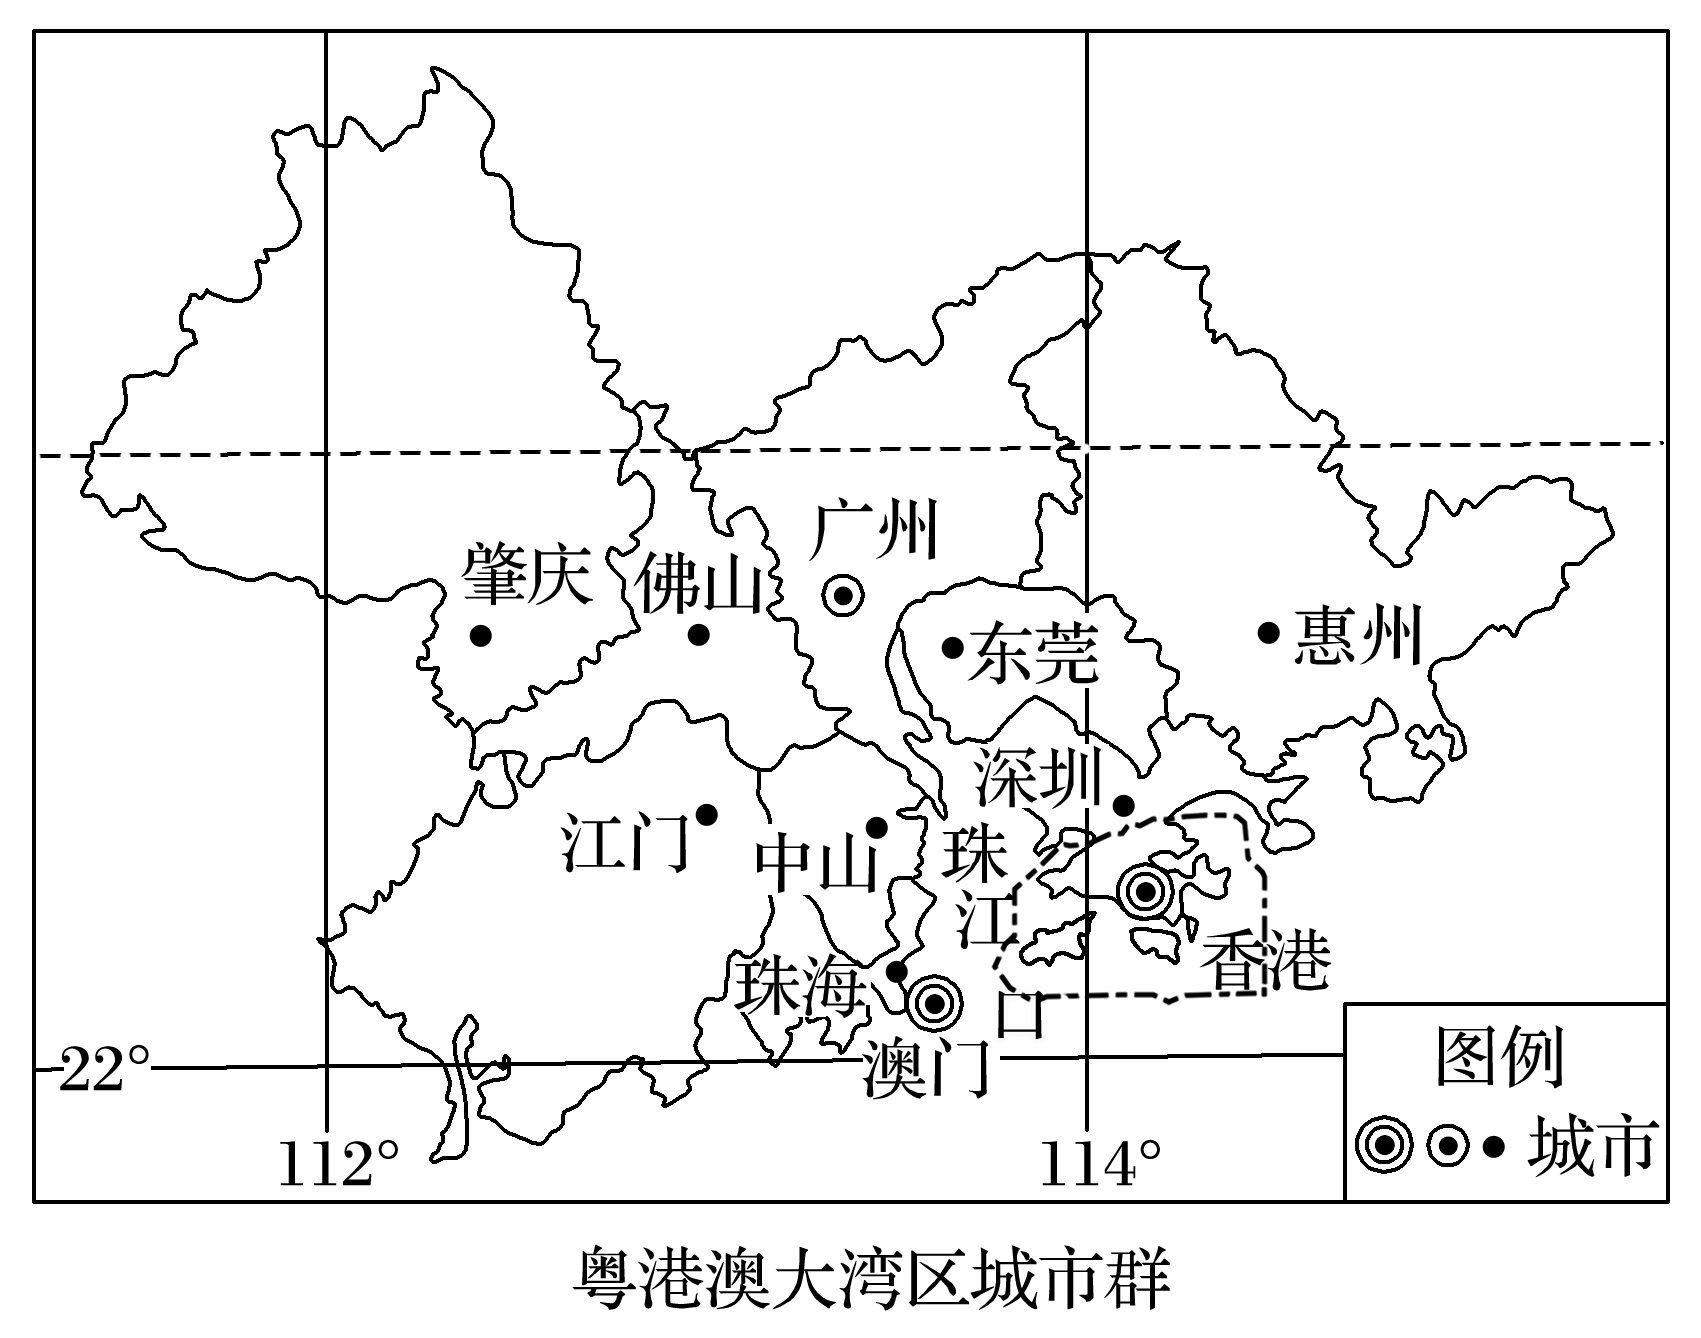 广州
肇庆
佛山
东莞
惠州
深圳
江门
中山
珠江口
香港
珠海
澳门
22°
112°
114°
图例
城市
粤港澳大湾区城市群